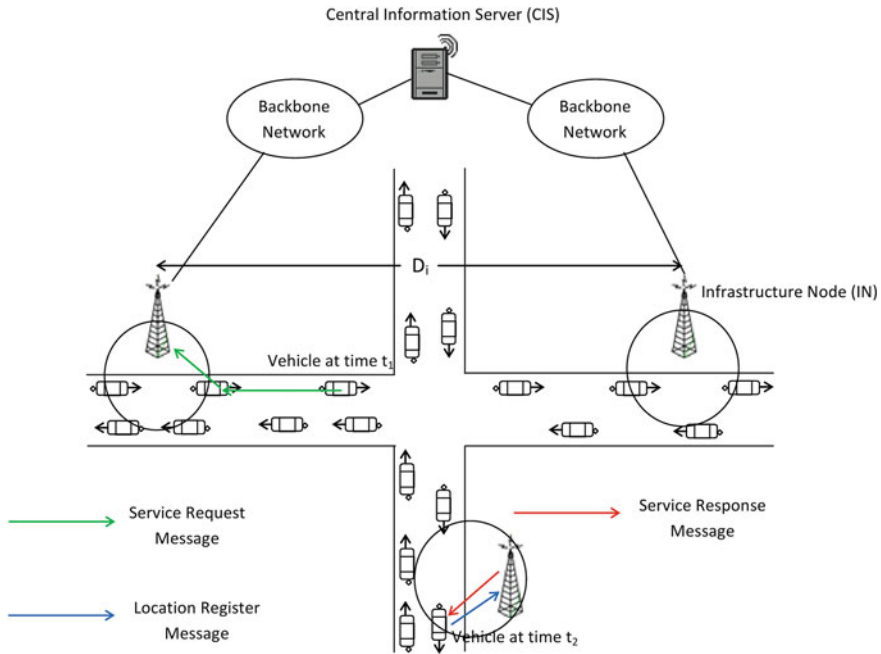 Central Information Server (CIS)
Backbone
Network
Backbone
Network
Di
Infrastructure Node (IN)
Vehicle at time t1
Service Request
Message
Service Response
Message
Location Register
Message
Vehicle at time t2